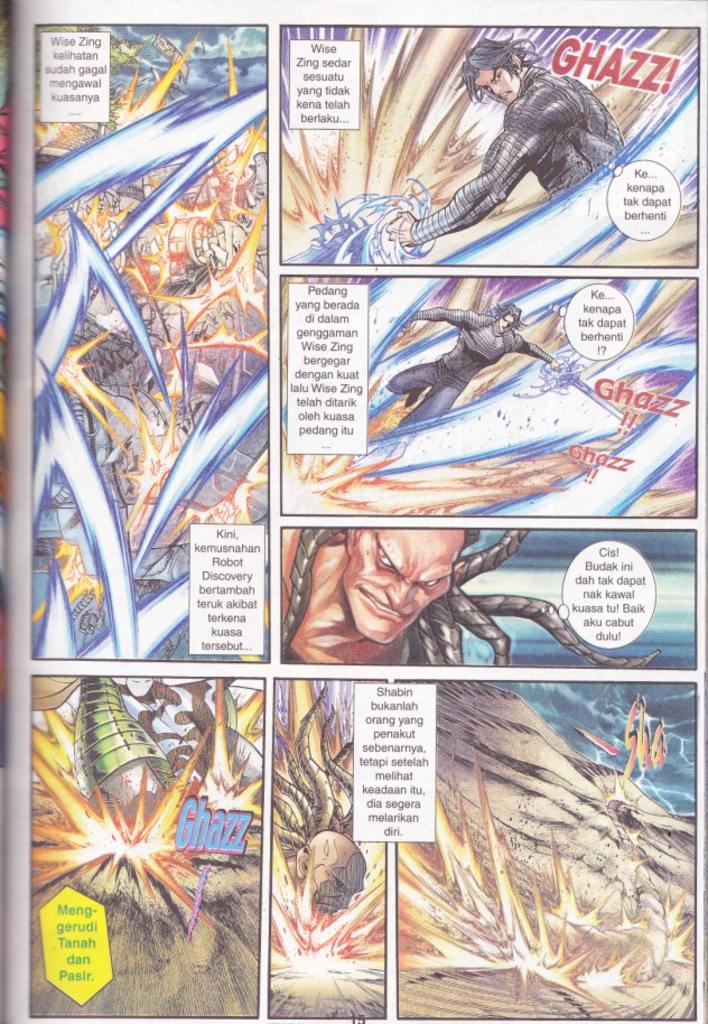 Wise Zing
kelihatan
sudah gagal
mengawal
kuasanya
....
Kini,
kemusnahan
Robot
Discovery
bertambah
teruk akibat
terkena
kuasa
tersebut...
Wise
Zing sedar
sesuatu
yang tidak
kena telah
berlaku...
GHAZZ!
Ke...
kenapa
tak dapat
berhenti
...
Pedang
yang berada
di dalam
genggaman
Wise Zing
bergegar
dengan kuat
lalu Wise Zing
telah ditarik
oleh kuasa
pedang itu
...
Ke...
kenapa
tak dapat
berhenti
!?
Ghazz
!!
Ghazz
!!
Cis!
Budak ini
dah tak dapat
nak kawal
kuasa tu! Baik
aku cabut
dulu!
Ghazz
Meng-
gerudi
Tanah
dan
Pasir.
Shabin
bukanlah
orang yang
penakut
sebenarnya,
tetapi setelah
melihat
keadaan itu,
dia segera
melarikan
diri.
15